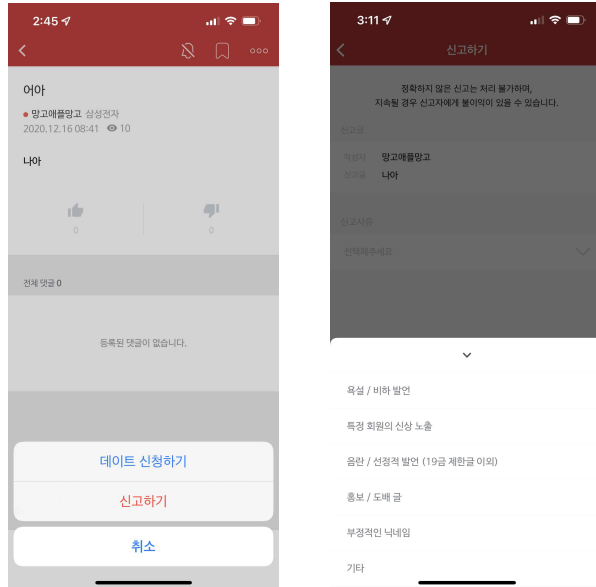 2:45
어아
망고애플망고 삼성전자
2020.12.16 08:41 10
나아
0
0
전체 댓글 0
등록된 댓글이 없습니다.
데이트 신청하기
신고하기
취소
3:11
신고하기
정확하지 않은 신고는 처리 불가하며,
지속될 경우 신고자에게 불이익이 있을 수 있습니다.
신고글
작성자 망고애플망고
신고글 나아
신고사유
선택해주세요
욕설 / 비하 발언
특정 회원의 신상 노출
음란 / 선정적 발언 (19금 제한글 이외)
홍보 / 도배 글
부정적인 닉네임
기타